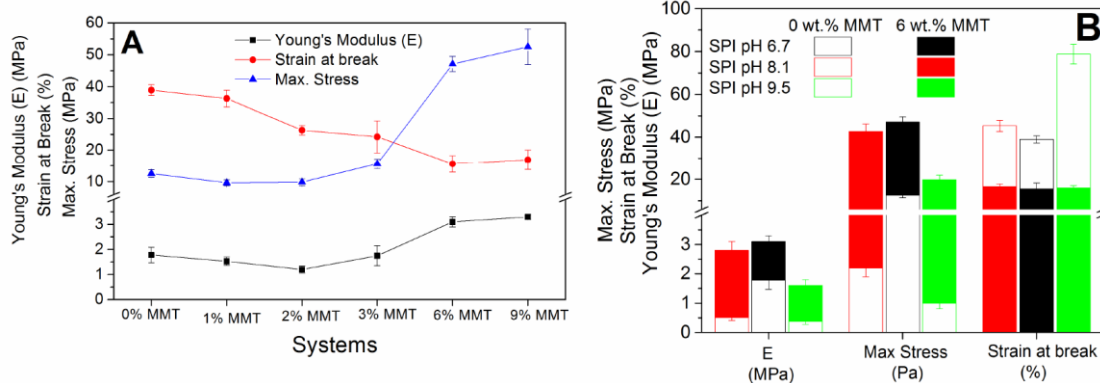 A
Young's Modulus (E)
Strain at break
Max. Stress
Young's Modulus (E) (MPa)
Strain at Break (%)
Max. Stress (MPa)
60
50
40
30
20
10
3
2
1
0
0% MMT
1% MMT
2% MMT
3% MMT
6% MMT
9% MMT
Systems
B
0 wt.% MMT 6 wt.% MMT
SPI pH 6.7
SPI pH 8.1
SPI pH 9.5
Max. Stress (MPa)
Strain at Break (%)
Young's Modulus (E) (MPa)
100
80
60
40
20
3
2
1
0
E
(MPa)
Max Stress
(Pa)
Strain at break
(%)